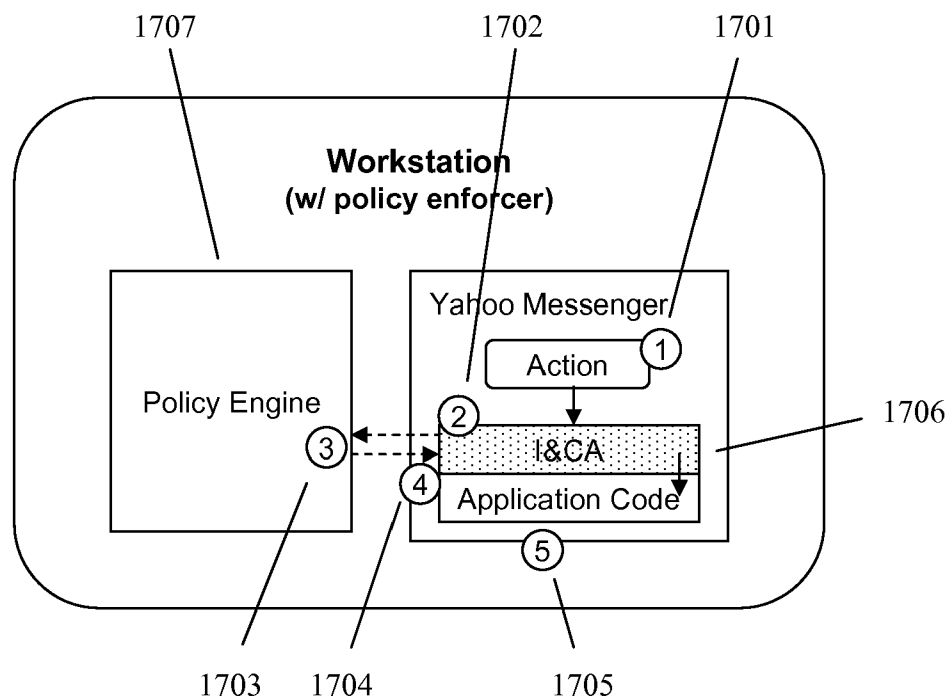 1707
1702
1701
Workstation
(w/ policy enforcer)
Yahoo Messenger
1
Action
Policy Engine
2
1706
3
I&CA
4
Application Code
5
1703
1704
1705